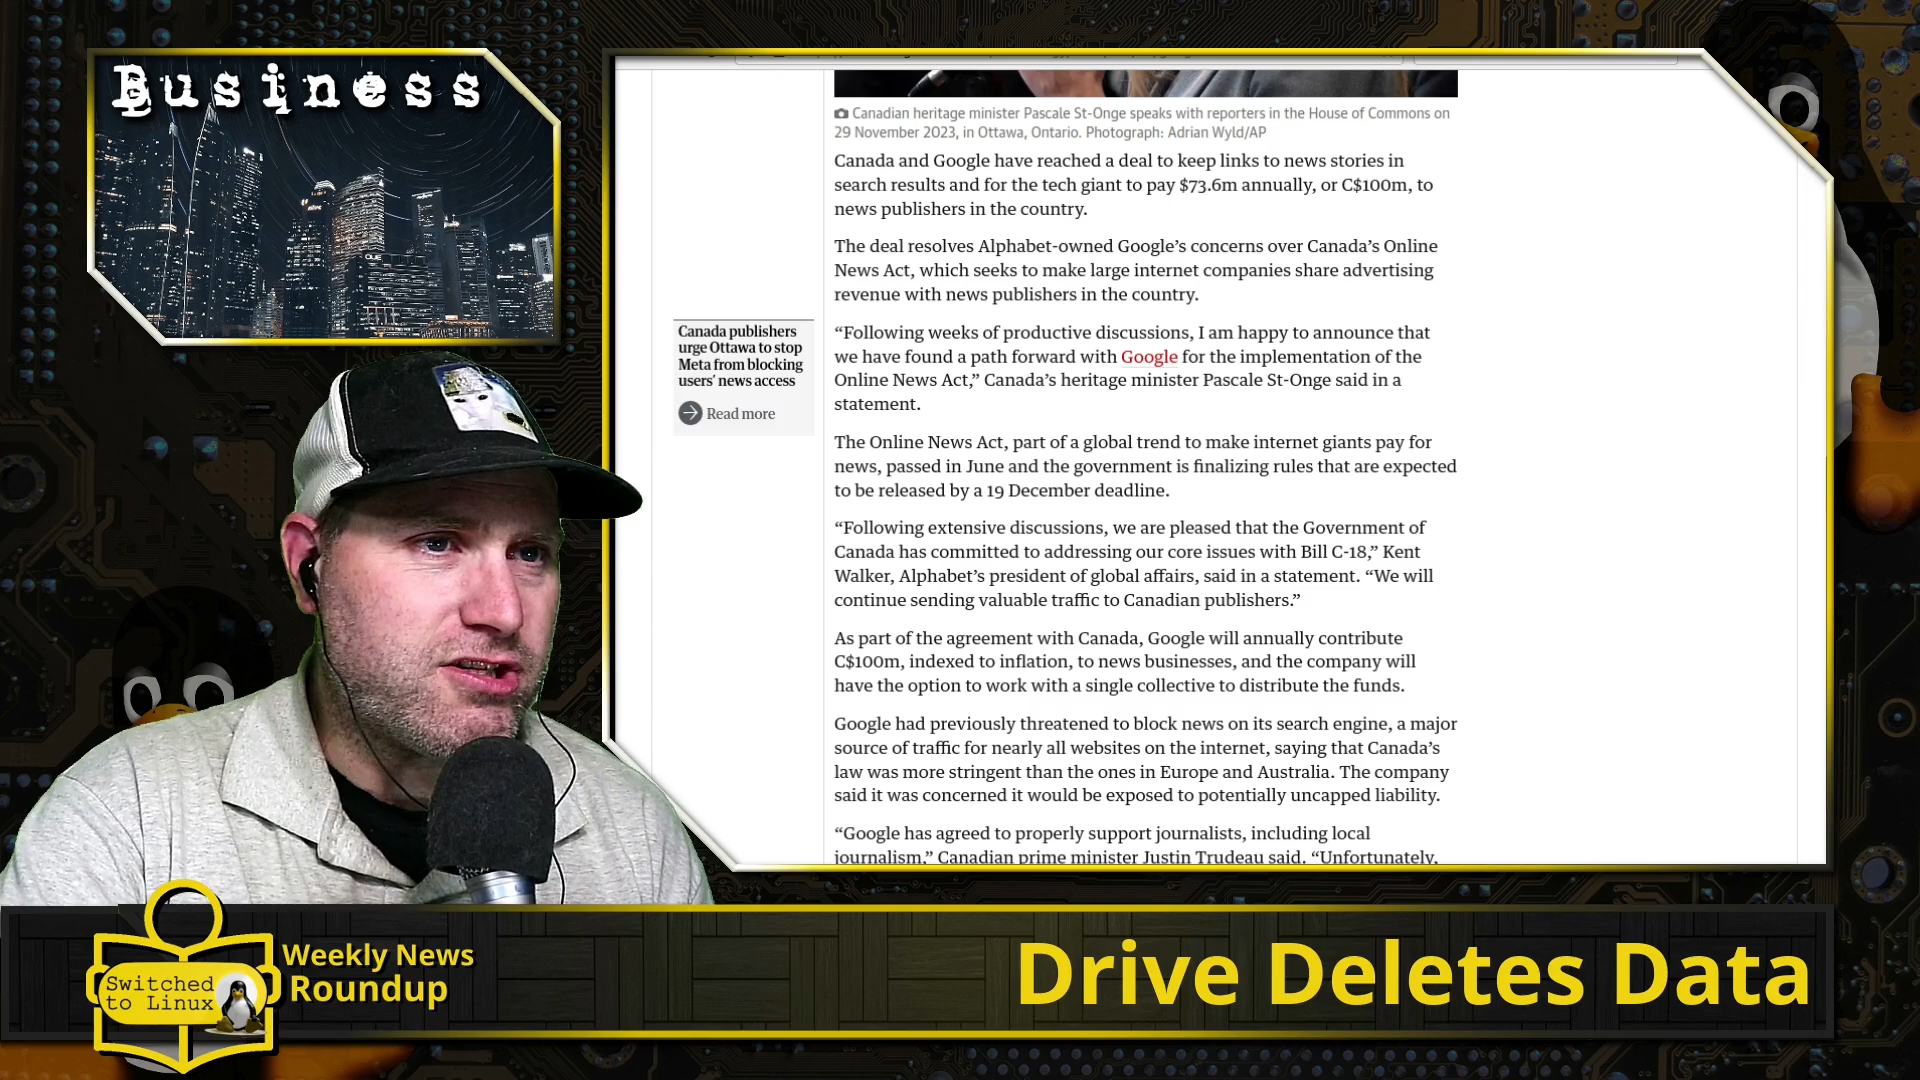 Business
Canadian heritage minister Pascale St-Onge speaks with reporters in the House of Commons on
29 November 2023, in Ottawa, Ontario. Photograph: Adrian Wyld/AP
Canada and Google have reached a deal to keep links to news stories in
search results and for the tech giant to pay $73.6m annually, or C$100m, to
news publishers in the country.
The deal resolves Alphabet-owned Google’s concerns over Canada’s Online
News Act, which seeks to make large internet companies share advertising
revenue with news publishers in the country.
Canada publishers
urge Ottawa to stop
Meta from blocking
users’ news access
Read more
“Following weeks of productive discussions, I am happy to announce that
we have found a path forward with Google for the implementation of the
Online News Act,” Canada’s heritage minister Pascale St-Onge said in a
statement.
The Online News Act, part of a global trend to make internet giants pay for
news, passed in June and the government is finalizing rules that are expected
to be released by a 19 December deadline.
“Following extensive discussions, we are pleased that the Government of
Canada has committed to addressing our core issues with Bill C-18,” Kent
Walker, Alphabet’s president of global affairs, said in a statement. “We will
continue sending valuable traffic to Canadian publishers.”
As part of the agreement with Canada, Google will annually contribute
C$100m, indexed to inflation, to news businesses, and the company will
have the option to work with a single collective to distribute the funds.
Google had previously threatened to block news on its search engine, a major
source of traffic for nearly all websites on the internet, saying that Canada’s
law was more stringent than the ones in Europe and Australia. The company
said it was concerned it would be exposed to potentially uncapped liability.
“Google has agreed to properly support journalists, including local
journalism,” Canadian prime minister Justin Trudeau said. “Unfortunately,
Switched
to Linux
Weekly News
Roundup
Drive Deletes Data